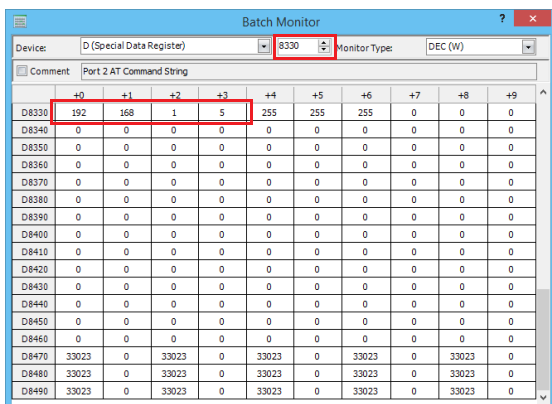 Batch Monitor
? ×
Device: D (Special Data Register) 8330 Monitor Type: DEC (W)
Comment Port 2 AT Command String
+0 +1 +2 +3 +4 +5 +6 +7 +8 +9
D8330 192 168 1 5 255 255 255 0 0 0
D8340 0 0 0 0 0 0 0 0 0 0
D8350 0 0 0 0 0 0 0 0 0 0
D8360 0 0 0 0 0 0 0 0 0 0
D8370 0 0 0 0 0 0 0 0 0 0
D8380 0 0 0 0 0 0 0 0 0 0
D8390 0 0 0 0 0 0 0 0 0 0
D8400 0 0 0 0 0 0 0 0 0 0
D8410 0 0 0 0 0 0 0 0 0 0
D8420 0 0 0 0 0 0 0 0 0 0
D8430 0 0 0 0 0 0 0 0 0 0
D8440 0 0 0 0 0 0 0 0 0 0
D8450 0 0 0 0 0 0 0 0 0 0
D8460 0 0 0 0 0 0 0 0 0 0
D8470 33023 0 33023 0 33023 0 33023 0 33023 0
D8480 33023 0 33023 0 33023 0 33023 0 33023 0
D8490 33023 0 33023 0 33023 0 33023 0 33023 0